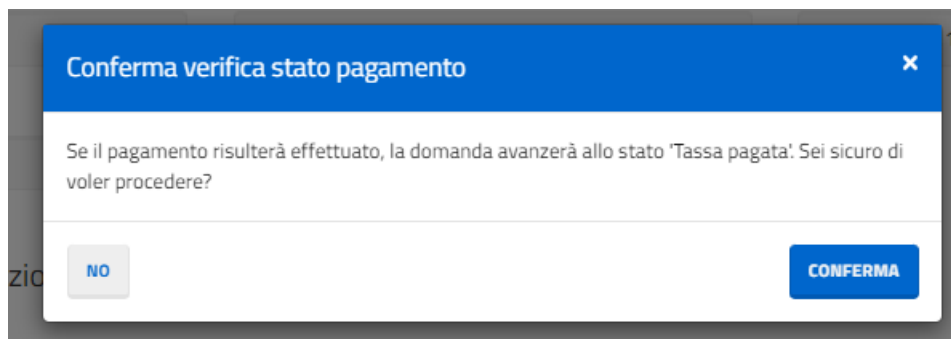 Conferma verifica stato pagamento
Se il pagamento risulterà effettuato, la domanda avanzerà allo stato 'Tassa pagata'. Sei sicuro di
voler procedere?
zio
NO
CONFERMA